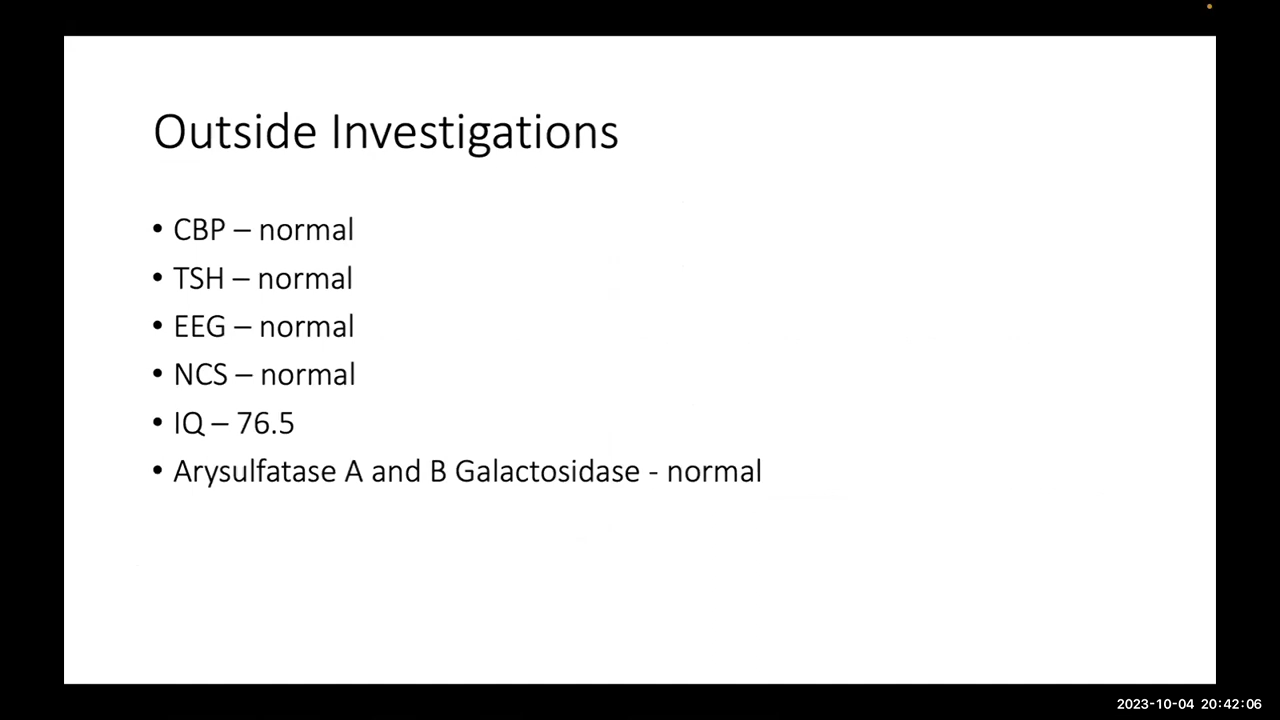 Outside Investigations
• CBP – normal
• TSH – normal
• EEG – normal
• NCS – normal
• IQ – 76.5
• Arysulfatase A and B Galactosidase - normal
2023-10-04 20:42:06